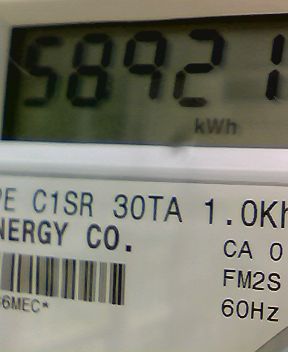 58921
kWh
PE C1SR 30TA 1.0Kh
NERGY CO.
CA 0
FM2S
6MEC*
60Hz